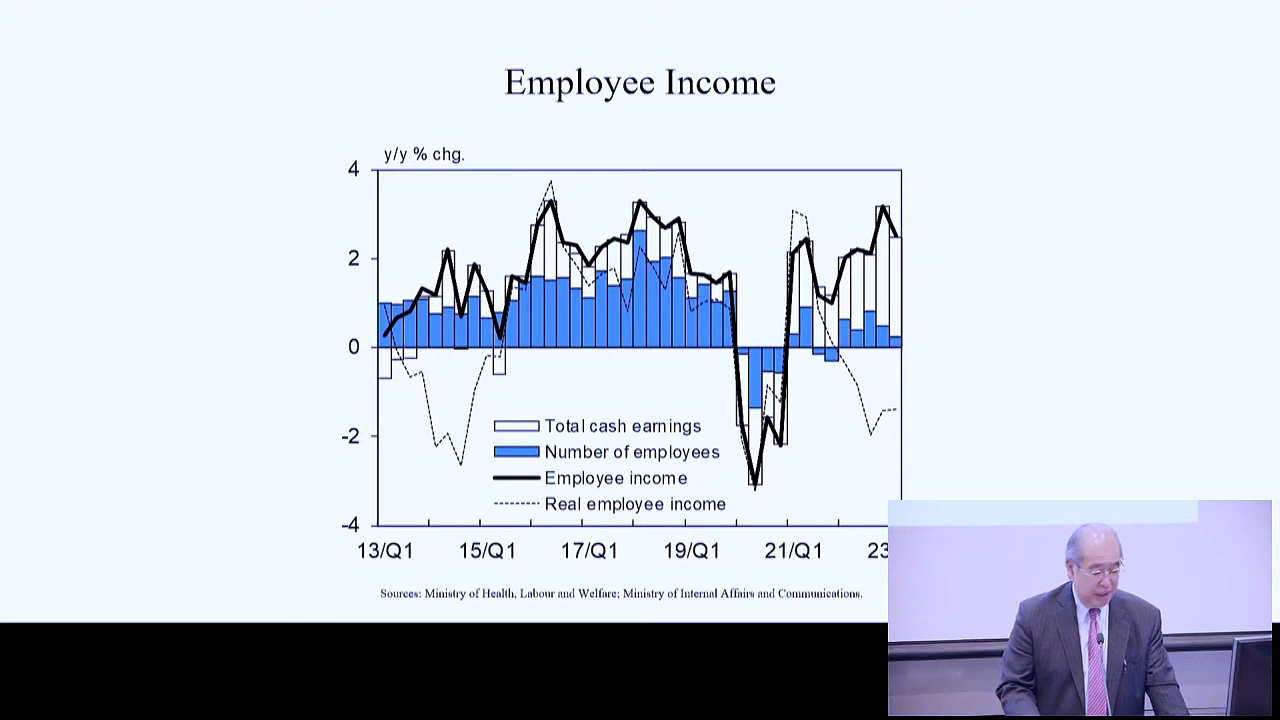 Employee Income
y/y % chg.
4
2
0
-2
-4
Total cash earnings
Number of employees
Employee income
Real employee income
13/Q1 15/Q1 17/Q1 19/Q1 21/Q1 23
Sources: Ministry of Health, Labour and Welfare; Ministry of Internal Affairs and Communications.